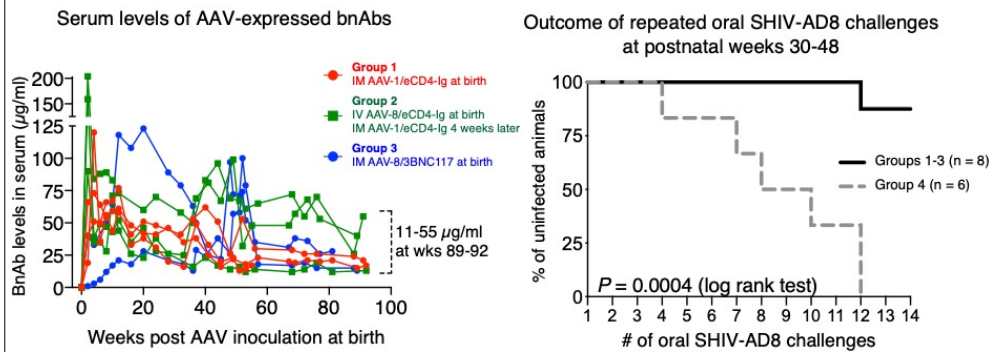 Serum levels of AAV-expressed bnAbs
BnAb levels in serum (µg/ml)
200
150
125
100
75
50
25
0
0 20 40 60 80 100
Weeks post AAV inoculation at birth
Group 1
IM AAV-1/eCD4-Ig at birth
Group 2
IV AAV-8/eCD4-Ig at birth
IM AAV-1/eCD4-Ig 4 weeks later
Group 3
IM AAV-8/3BNC117 at birth
11-55 µg/ml
at wks 89-92
Outcome of repeated oral SHIV-AD8 challenges
at postnatal weeks 30-48
% of uninfected animals
100
75
50
25
0
P = 0.0004 (log rank test)
1 2 3 4 5 6 7 8 9 10 11 12 13 14
# of oral SHIV-AD8 challenges
Groups 1-3 (n = 8)
Group 4 (n = 6)